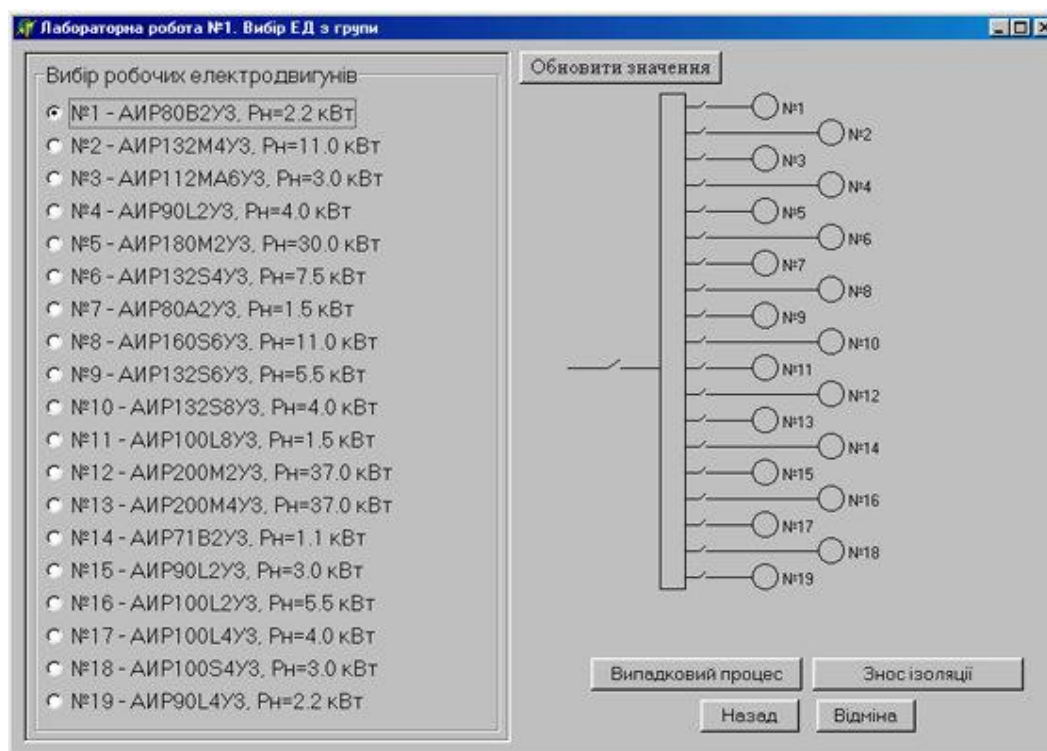 Лабораторна робота №1. Вибір ЕД з групи
Вибір робочих електродвигунів
№1 - АИР80В2У3, Рн=2.2 кВт
№2 - АИР132М4У3, Рн=11.0 кВт
№3 - АИР112МА6У3, Рн=3.0 кВт
№4 - АИР90L2У3, Рн=4.0 кВт
№5 - АИР180М2У3, Рн=30.0 кВт
№6 - АИР132S4У3, Рн=7.5 кВт
№7 - АИР80А2У3, Рн=1.5 кВт
№8 - АИР160S6У3, Рн=11.0 кВт
№9 - АИР132S6У3, Рн=5.5 кВт
№10 - АИР132S8У3, Рн=4.0 кВт
№11 - АИР100L8У3, Рн=1.5 кВт
№12 - АИР200М2У3, Рн=37.0 кВт
№13 - АИР200М4У3, Рн=37.0 кВт
№14 - АИР71В2У3, Рн=1.1 кВт
№15 - АИР90L2У3, Рн=3.0 кВт
№16 - АИР100L2У3, Рн=5.5 кВт
№17 - АИР100L4У3, Рн=4.0 кВт
№18 - АИР100S4У3, Рн=3.0 кВт
№19 - АИР90L4У3, Рн=2.2 кВт
Обновити значення
№1
№2
№3
№4
№5
№6
№7
№8
№9
№10
№11
№12
№13
№14
№15
№16
№17
№18
№19
Випадковий процес
Знос ізоляції
Назад
Відміна